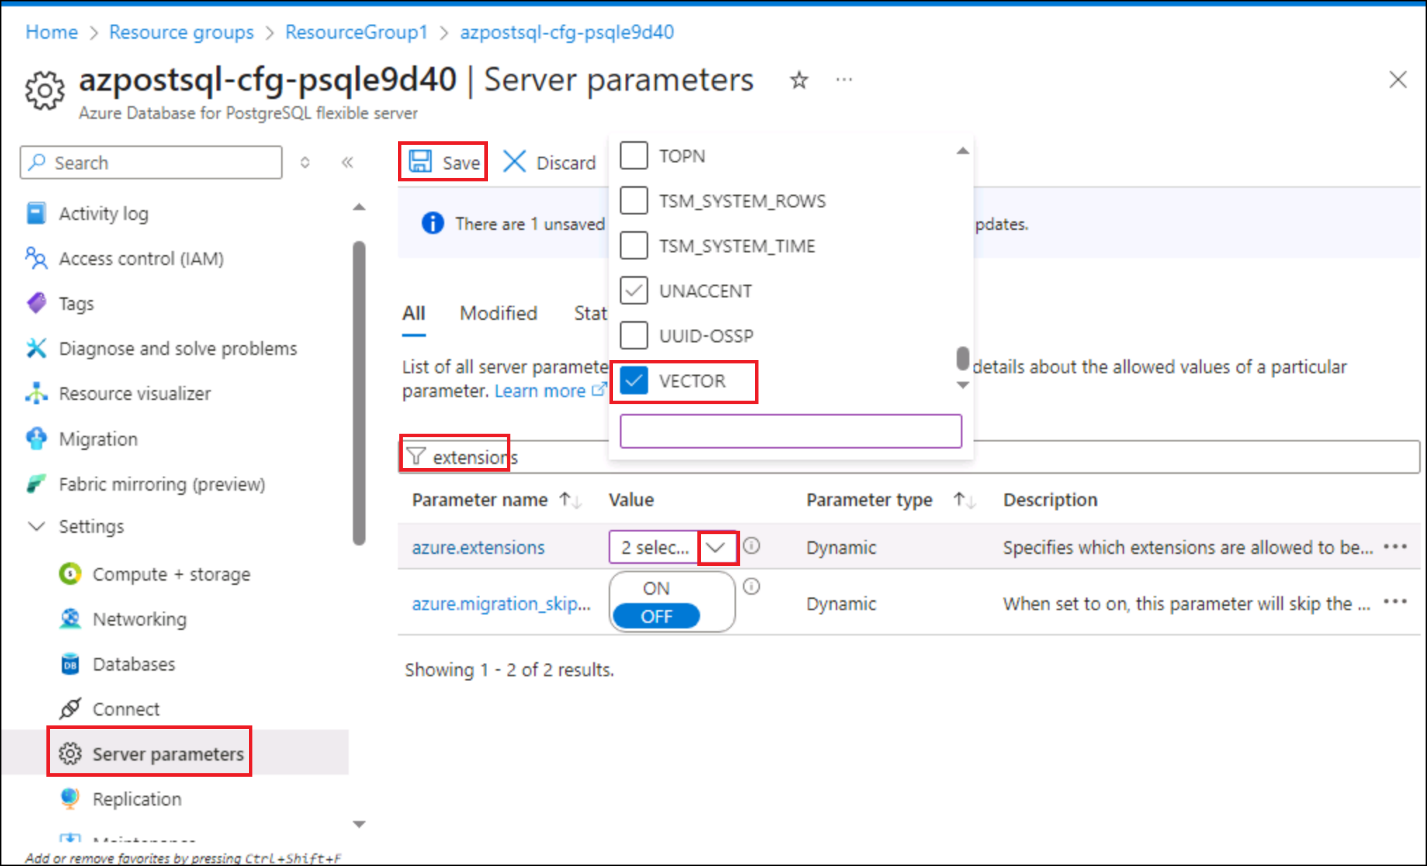 Home > Resource groups > ResourceGroup1 > azpostsql-cfg-psqle9d40
azpostsql-cfg-psqle9d40 | Server parameters
Azure Database for PostgreSQL flexible server
Search
Activity log
Access control (IAM)
Tags
Diagnose and solve problems
Resource visualizer
Migration
Fabric mirroring (preview)
Settings
Compute + storage
Networking
Databases
Connect
Server parameters
Replication
Add or remove favorites by pressing Ctrl+Shift+F
Save Discard
There are 1 unsaved pdates.
TOPN
TSM_SYSTEM_ROWS
TSM_SYSTEM_TIME
UNACCENT
UUID-OSSP
VECTOR
All Modified Stat
List of all server paramete details about the allowed values of a particular
parameter. Learn more
extensions
Parameter name Value Parameter type Description
azure.extensions 2 selec... Dynamic Specifies which extensions are allowed to be...
azure.migration_skip... ON OFF Dynamic When set to on, this parameter will skip the ...
Showing 1 - 2 of 2 results.